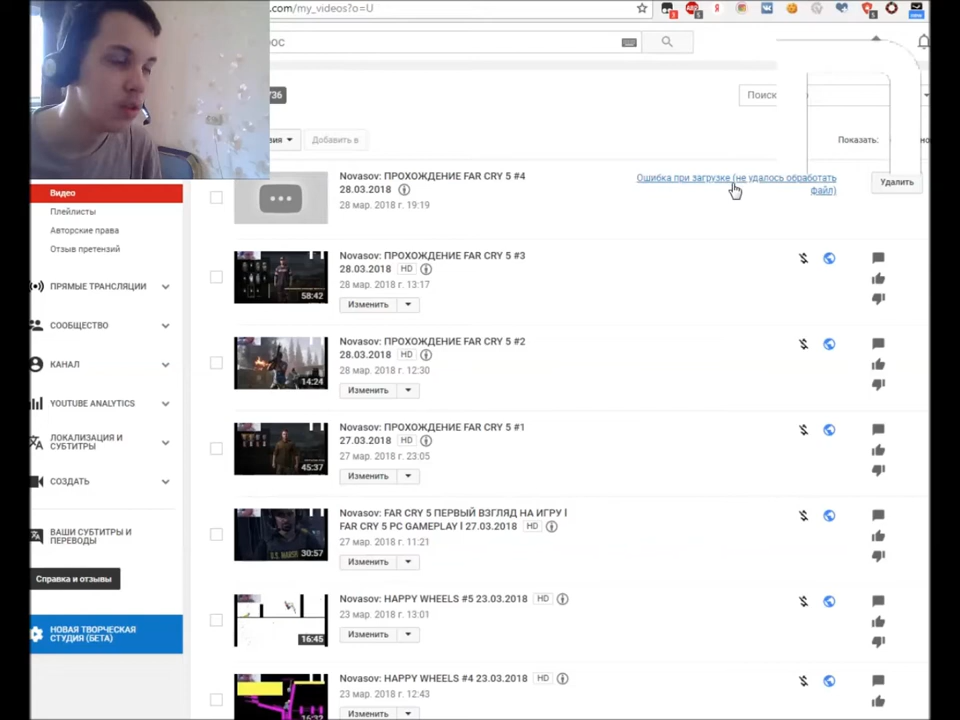 .com/my_videos?o=U
ос
736
Поиск
вия
Добавить в
Показать:
Видео
Плейлисты
Авторские права
Отзыв претензий
ПРЯМЫЕ ТРАНСЛЯЦИИ
СООБЩЕСТВО
КАНАЛ
YOUTUBE ANALYTICS
ЛОКАЛИЗАЦИЯ И
СУБТИТРЫ
СОЗДАТЬ
ВАШИ СУБТИТРЫ И
ПЕРЕВОДЫ
Справка и отзывы
НОВАЯ ТВОРЧЕСКАЯ
СТУДИЯ (БЕТА)
Novasov: ПРОХОЖДЕНИЕ FAR CRY 5 #4
28.03.2018
28 мар. 2018 г. 19:19
Ошибка при загрузке (не удалось обработать
файл)
Удалить
Novasov: ПРОХОЖДЕНИЕ FAR CRY 5 #3
28.03.2018 HD
28 мар. 2018 г. 13:17
58:42
Изменить
Novasov: ПРОХОЖДЕНИЕ FAR CRY 5 #2
28.03.2018 HD
28 мар. 2018 г. 12:30
14:24
Изменить
Novasov: ПРОХОЖДЕНИЕ FAR CRY 5 #1
27.03.2018 HD
27 мар. 2018 г. 23:05
45:37
Изменить
Novasov: FAR CRY 5 ПЕРВЫЙ ВЗГЛЯД НА ИГРУ |
FAR CRY 5 PC GAMEPLAY | 27.03.2018 HD
27 мар. 2018 г. 11:21
30:57
Изменить
Novasov: HAPPY WHEELS #5 23.03.2018 HD
23 мар. 2018 г. 13:01
16:45
Изменить
Novasov: HAPPY WHEELS #4 23.03.2018 HD
23 мар. 2018 г. 12:43
16:32
Изменить